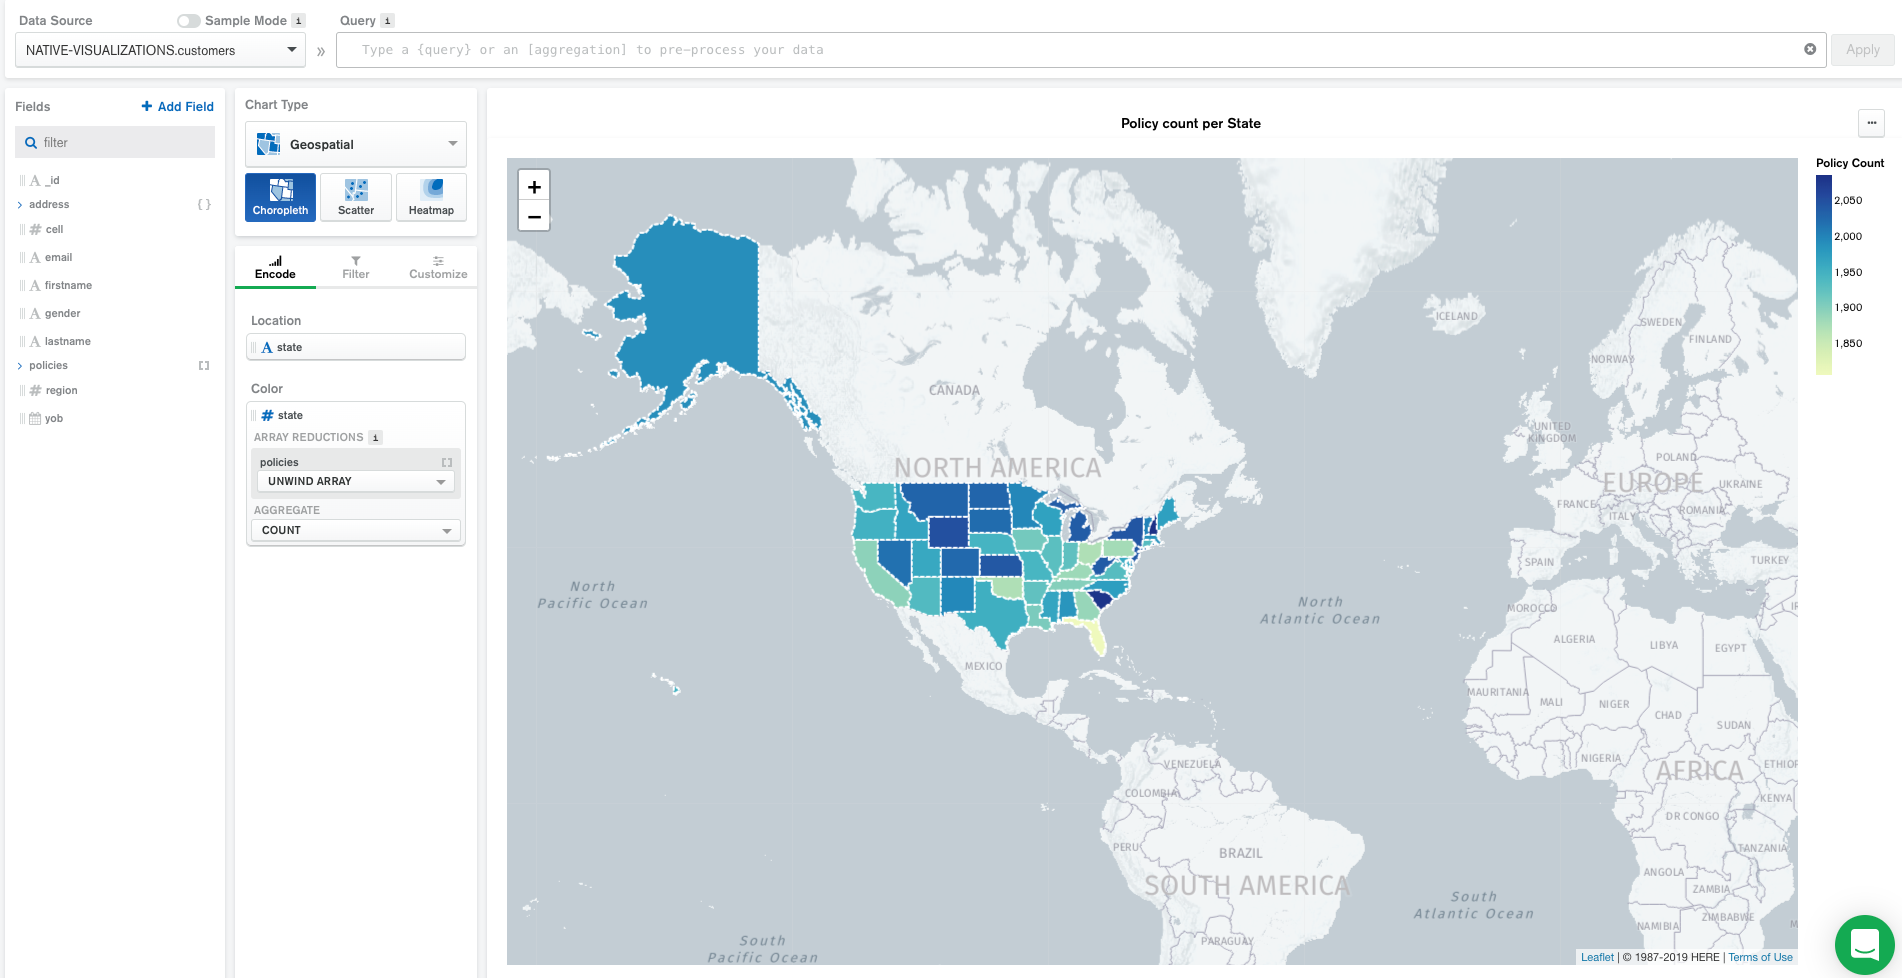 Data Source
Sample Mode i
Query i
NATIVE-VISUALIZATIONS.customers
»
Type a {query} or an [aggregation] to pre-process your data
Apply
Fields
+ Add Field
filter
A _id
> address { }
# cell
A email
A firstname
A gender
A lastname
> policies [ ]
# region
yob
Chart Type
Geospatial
Choropleth
Scatter
Heatmap
Encode
Filter
Customize
Location
A state
Color
# state
ARRAY REDUCTIONS i
policies [ ]
UNWIND ARRAY
AGGREGATE
COUNT
Policy count per State
...
+
−
Policy Count
2,050
2,000
1,950
1,900
1,850
ICELAND
SWEDEN
FINLAND
NORWAY
CANADA
UNITED
KINGDOM
NORTH AMERICA
POLAND
EUROPE
UKRAINE
FRANCE
ROMANIA
ITALY
SPAIN
TURKEY
North
Pacific Ocean
North
Atlantic Ocean
MOROCCO
ALGERIA
LIBYA
EGYPT
MEXICO
MAURITANIA
MALI
NIGER
CHAD
SUDAN
VENEZUELA
NIGERIA
AFRICA
ETHIOP
COLOMBIA
KENYA
DR CONGO
PERU
BRAZIL
TANZANIA
SOUTH AMERICA
ANGOLA
ZAMBIA
South
Atlantic Ocean
ZIMBABWE
NAMIBIA
M
PARAGUAY
South
Pacific Ocean
Leaflet | © 1987-2019 HERE | Terms of Use